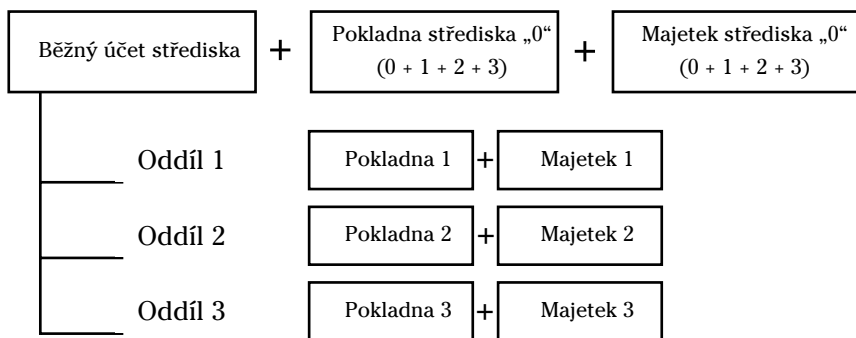 Běžný účet střediska + Pokladna střediska „0“ + Majetek střediska „0“
(0 + 1 + 2 + 3) (0 + 1 + 2 + 3)
Oddíl 1 Pokladna 1 + Majetek 1
Oddíl 2 Pokladna 2 + Majetek 2
Oddíl 3 Pokladna 3 + Majetek 3